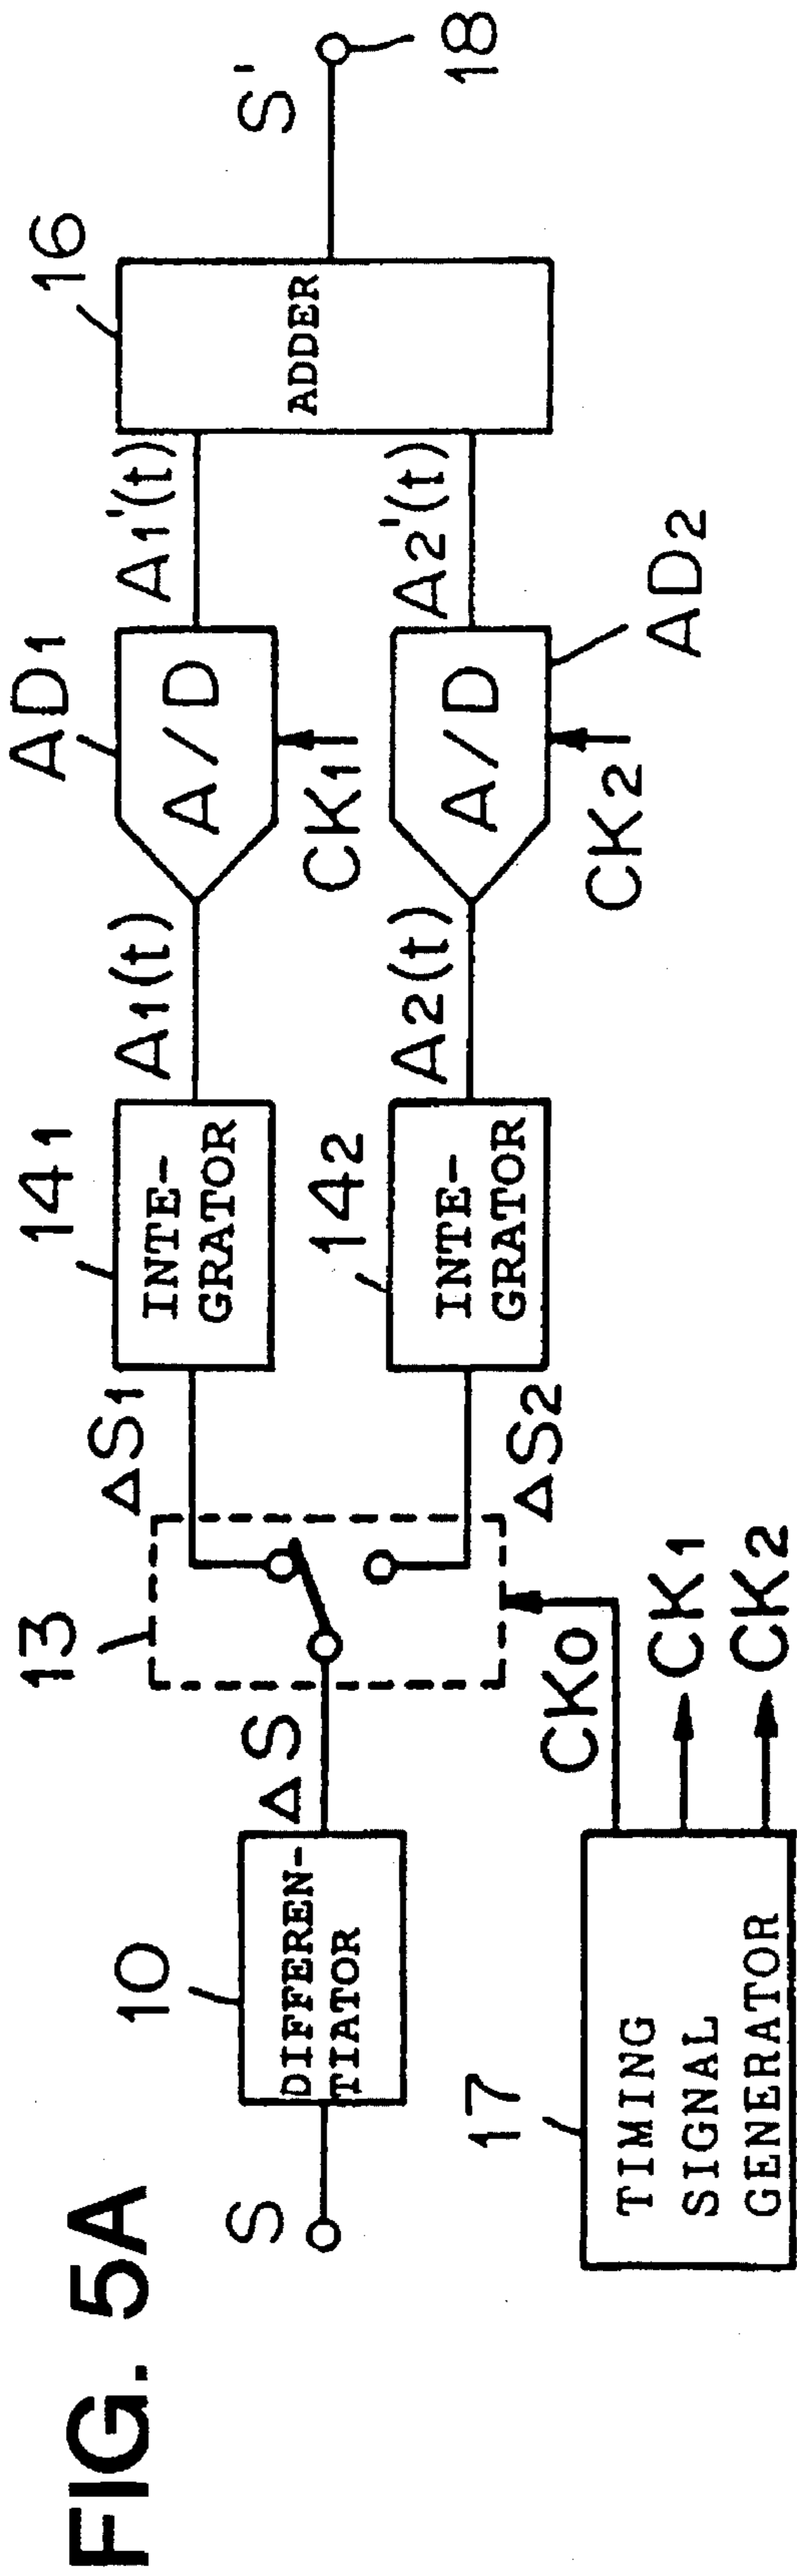 FIG. 5A
S
10
DIFFEREN-
TIATOR
ΔS
13
ΔS1
ΔS2
CK0
17
TIMING
SIGNAL
GENERATOR
CK1
CK2
141
INTE-
GRATOR
142
INTE-
GRATOR
A1(t)
A2(t)
AD1
A/D
CK1
A/D
CK2
AD2
A1'(t)
A2'(t)
16
ADDER
S'
18